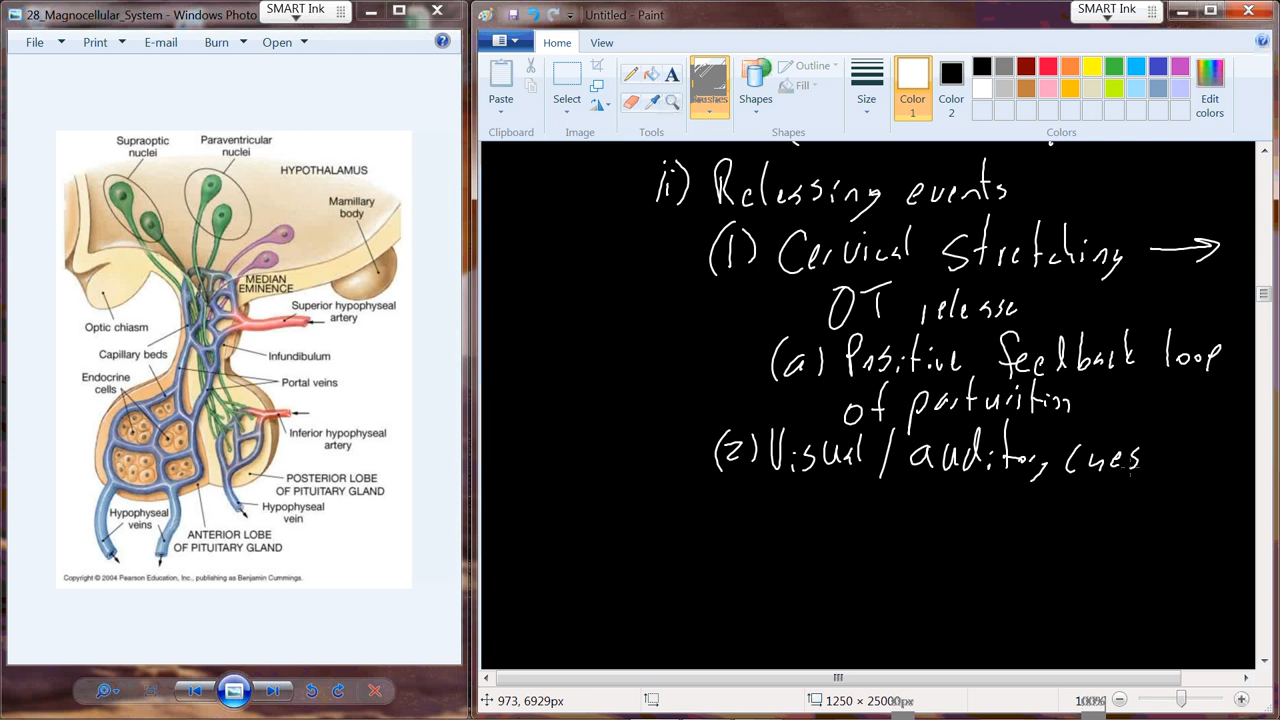 28_Magnocellular_System - Windows Photo
SMART Ink
File Print E-mail Burn Open
Supraoptic
nuclei
Paraventricular
nuclei
HYPOTHALAMUS
Mamillary
body
MEDIAN
EMINENCE
Superior hypophyseal
artery
Optic chiasm
Capillary beds
Infundibulum
Endocrine
cells
Portal veins
Inferior hypophyseal
artery
POSTERIOR LOBE
OF PITUITARY GLAND
Hypophyseal
vein
Hypophyseal
veins
ANTERIOR LOBE
OF PITUITARY GLAND
Copyright © 2004 Pearson Education, Inc., publishing as Benjamin Cummings.
Untitled - Paint
SMART Ink
Home View
Paste
Select
Brushes
Shapes
Outline
Fill
Size
Color
1
Color
2
Edit
colors
Clipboard Image Tools Shapes Colors
ii) Releasing events
(1) Cervical Stretching →
OT release
(a) Positive feedback loop
of parturition
(2) Visual / auditory cues
973, 6929px
1250 × 25000px
100%